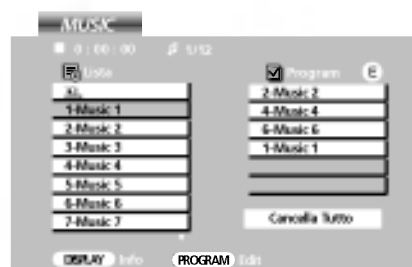 MUSIC
0 : 00 : 00 1/12
Lista
Program E
1-Music 1
2-Music 2
3-Music 3
4-Music 4
5-Music 5
6-Music 6
7-Music 7
2-Music 2
4-Music 4
6-Music 6
1-Music 1
Cancella Tutto
DISPLAY Info PROGRAM Edit